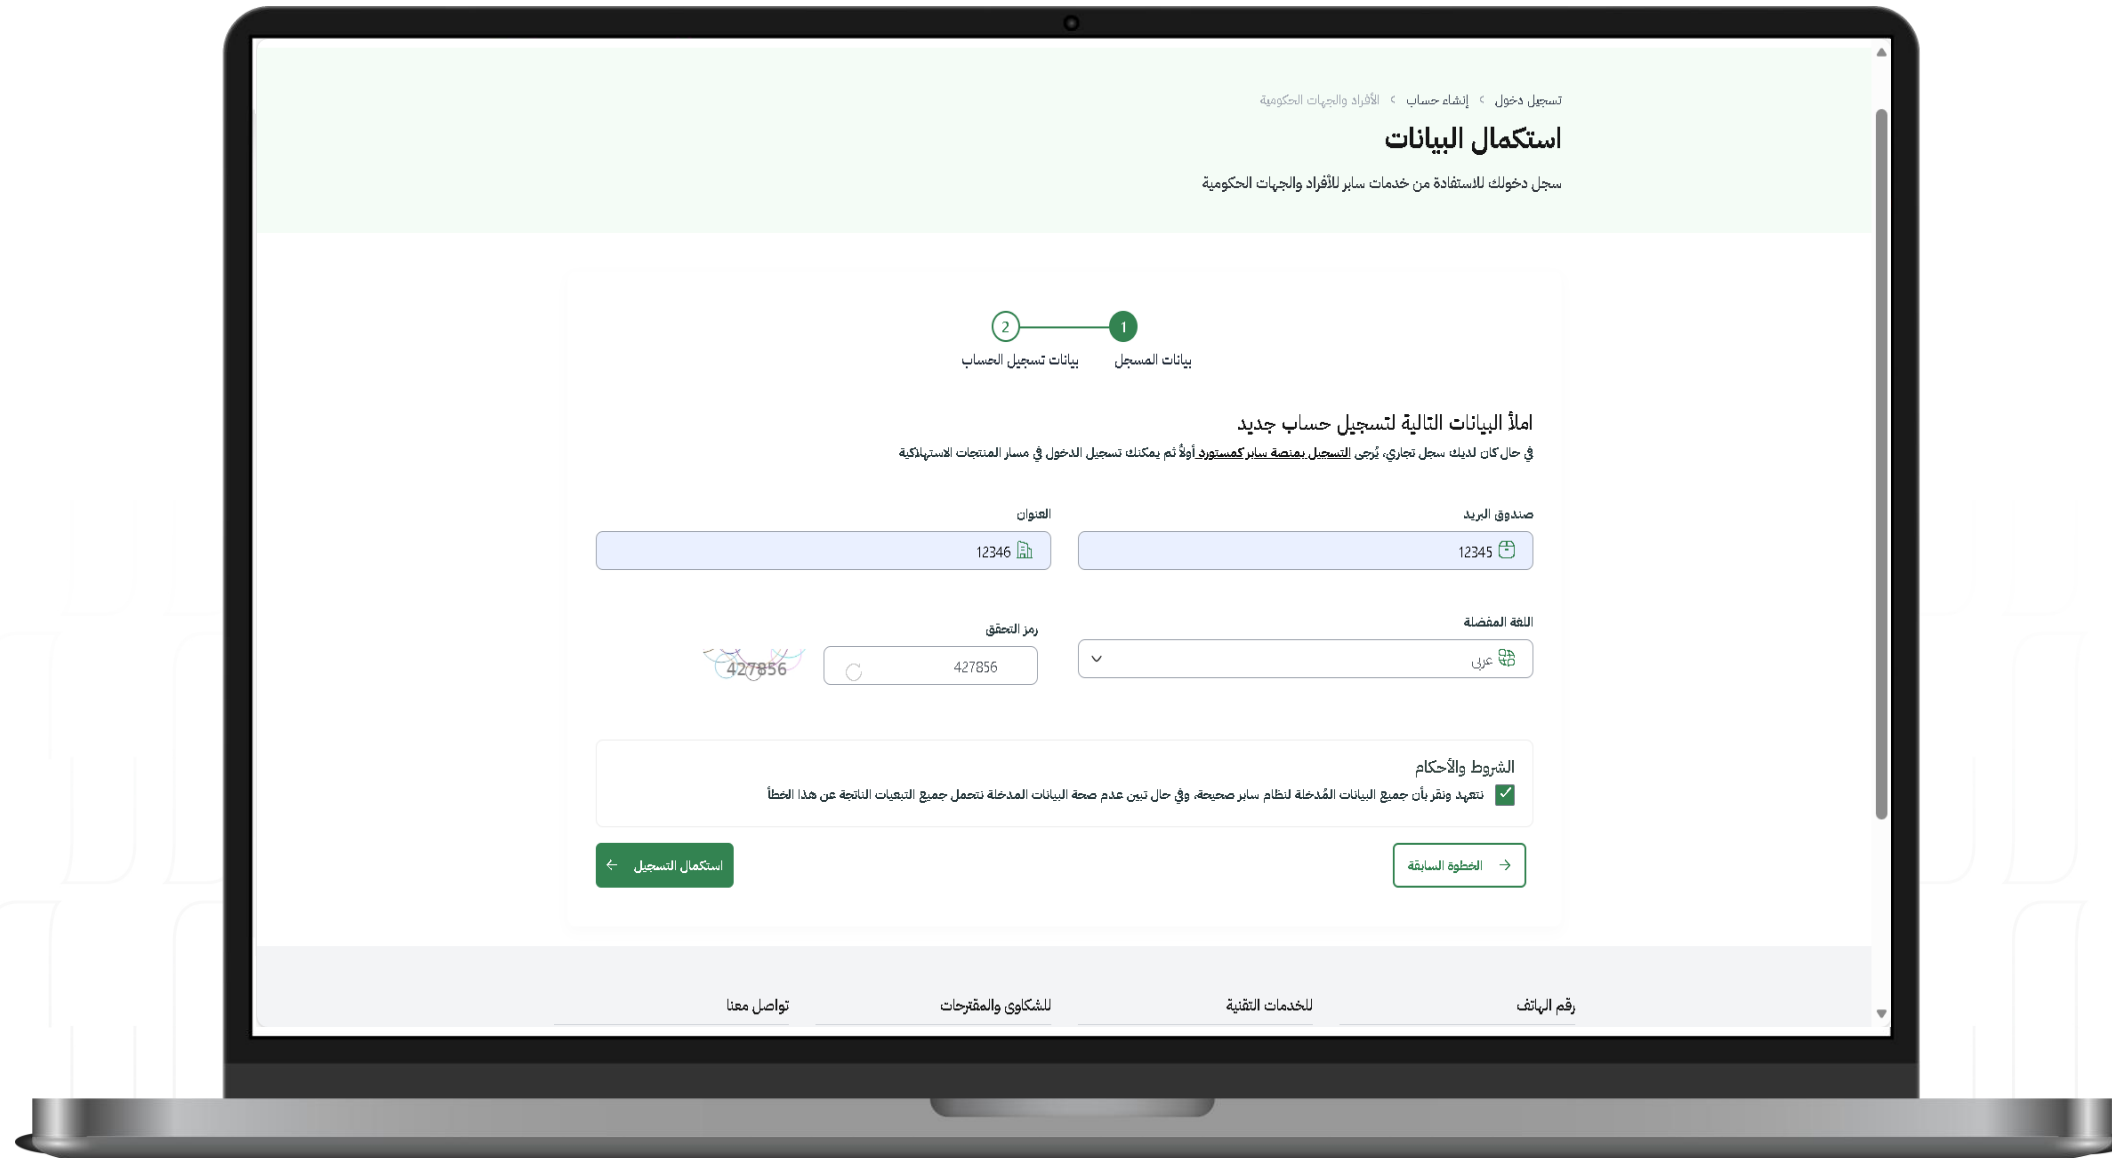 تسجيل دخول > إنشاء حساب > الأفراد والجهات الحكومية
استكمال البيانات
سجل دخولك للاستفادة من خدمات سابر للأفراد والجهات الحكومية
1 2
بيانات المسجل بيانات تسجيل الحساب
املأ البيانات التالية لتسجيل حساب جديد
في حال كان لديك سجل تجاري، يُرجى التسجيل بمنصة سابر كمستورد أولاً ثم يمكنك تسجيل الدخول في مسار المنتجات الاستهلاكية
صندوق البريد العنوان
12345 12346
اللغة المفضلة رمز التحقق
عربى 427856 427856
الشروط والأحكام
نتعهد ونقر بأن جميع البيانات المُدخلة لنظام سابر صحيحة، وفي حال تبين عدم صحة البيانات المدخلة نتحمل جميع التبعيات الناتجة عن هذا الخطأ
الخطوة السابقة استكمال التسجيل
رقم الهاتف للخدمات التقنية للشكاوى والمقترحات تواصل معنا